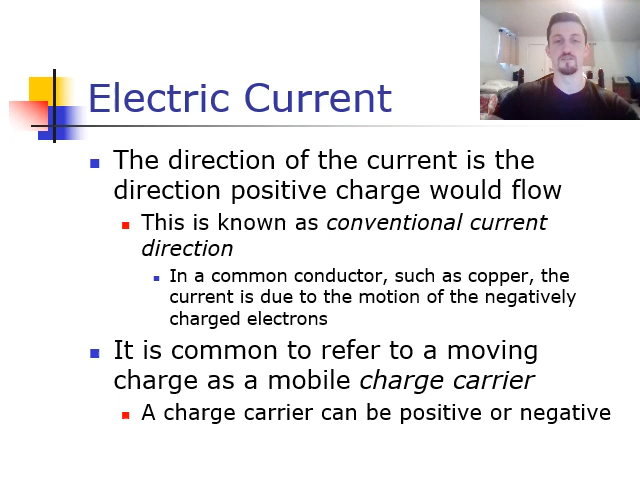 Electric Current
The direction of the current is the
direction positive charge would flow
This is known as conventional current
direction
In a common conductor, such as copper, the
current is due to the motion of the negatively
charged electrons
It is common to refer to a moving
charge as a mobile charge carrier
A charge carrier can be positive or negative